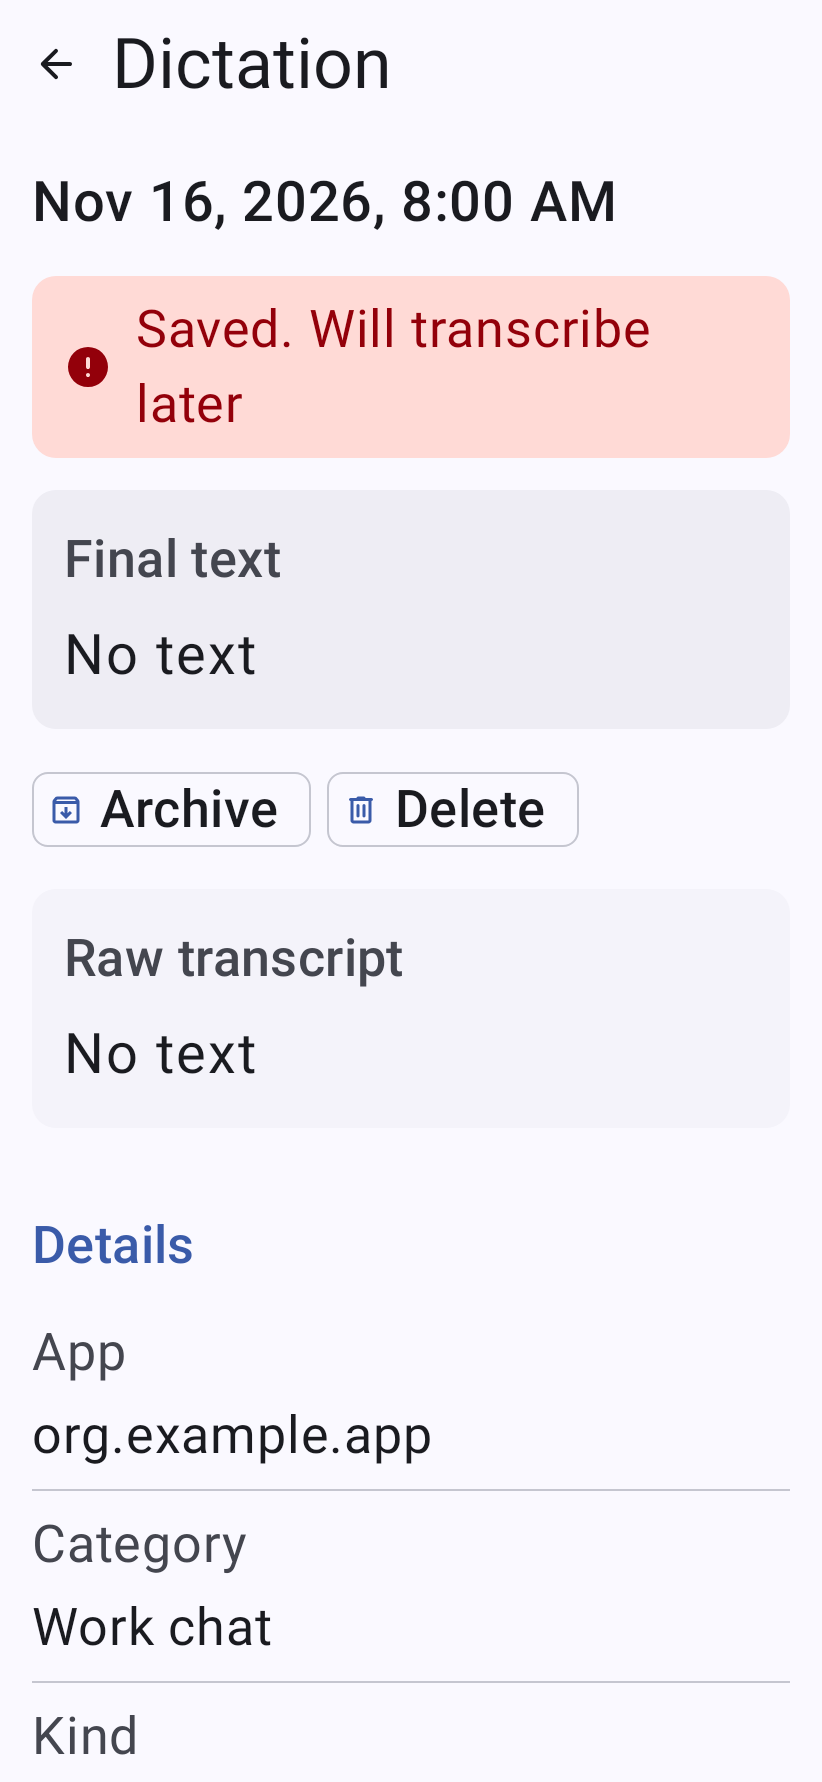 Dictation
Nov 16, 2026, 8:00 AM
Saved. Will transcribe
later
Final text
No text
Archive
Delete
Raw transcript
No text
Details
App
org.example.app
Category
Work chat
Kind